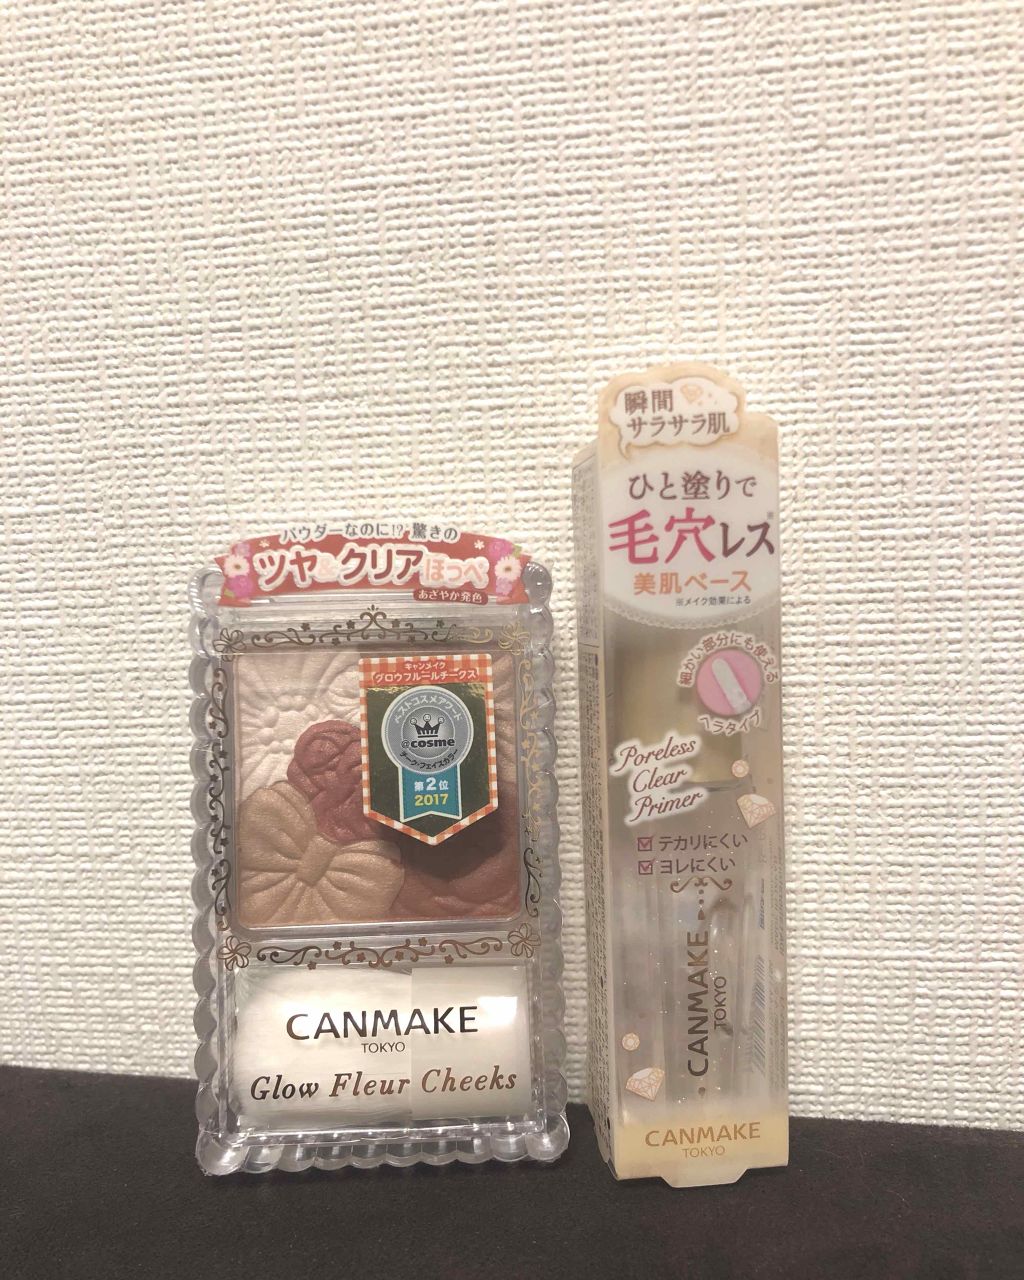 パウダーなのに!? 驚きの
ツヤ&クリアほっぺ
あざやか発色
キャンメイク
グロウフルールチークス
ベストコスメアワード
@cosme
チーク・フェイスカラー
第2位
2017
CANMAKE
TOKYO
Glow Fleur Cheeks
瞬間
サラサラ肌
ひと塗りで
毛穴レス※
美肌ベース
※メイク効果による
細かい部分にも使える
ヘラタイプ
Poreless
Clear
Primer
テカリにくい
ヨレにくい
CANMAKE
TOKYO
CANMAKE
TOKYO